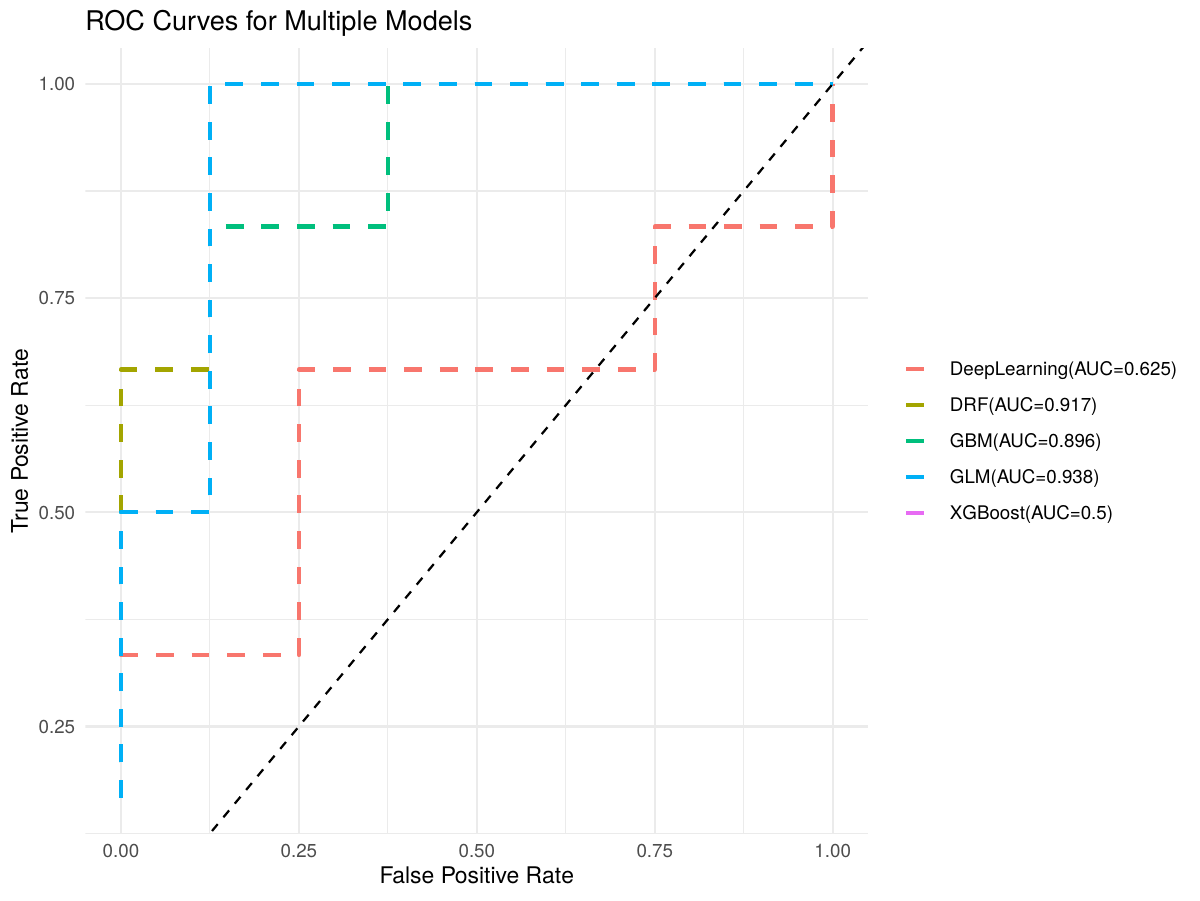 ROC Curves for Multiple Models
True Positive Rate
1.00
0.75
0.50
0.25
0.00
0.25
0.50
0.75
1.00
False Positive Rate
DeepLearning(AUC=0.625)
DRF(AUC=0.917)
GBM(AUC=0.896)
GLM(AUC=0.938)
XGBoost(AUC=0.5)